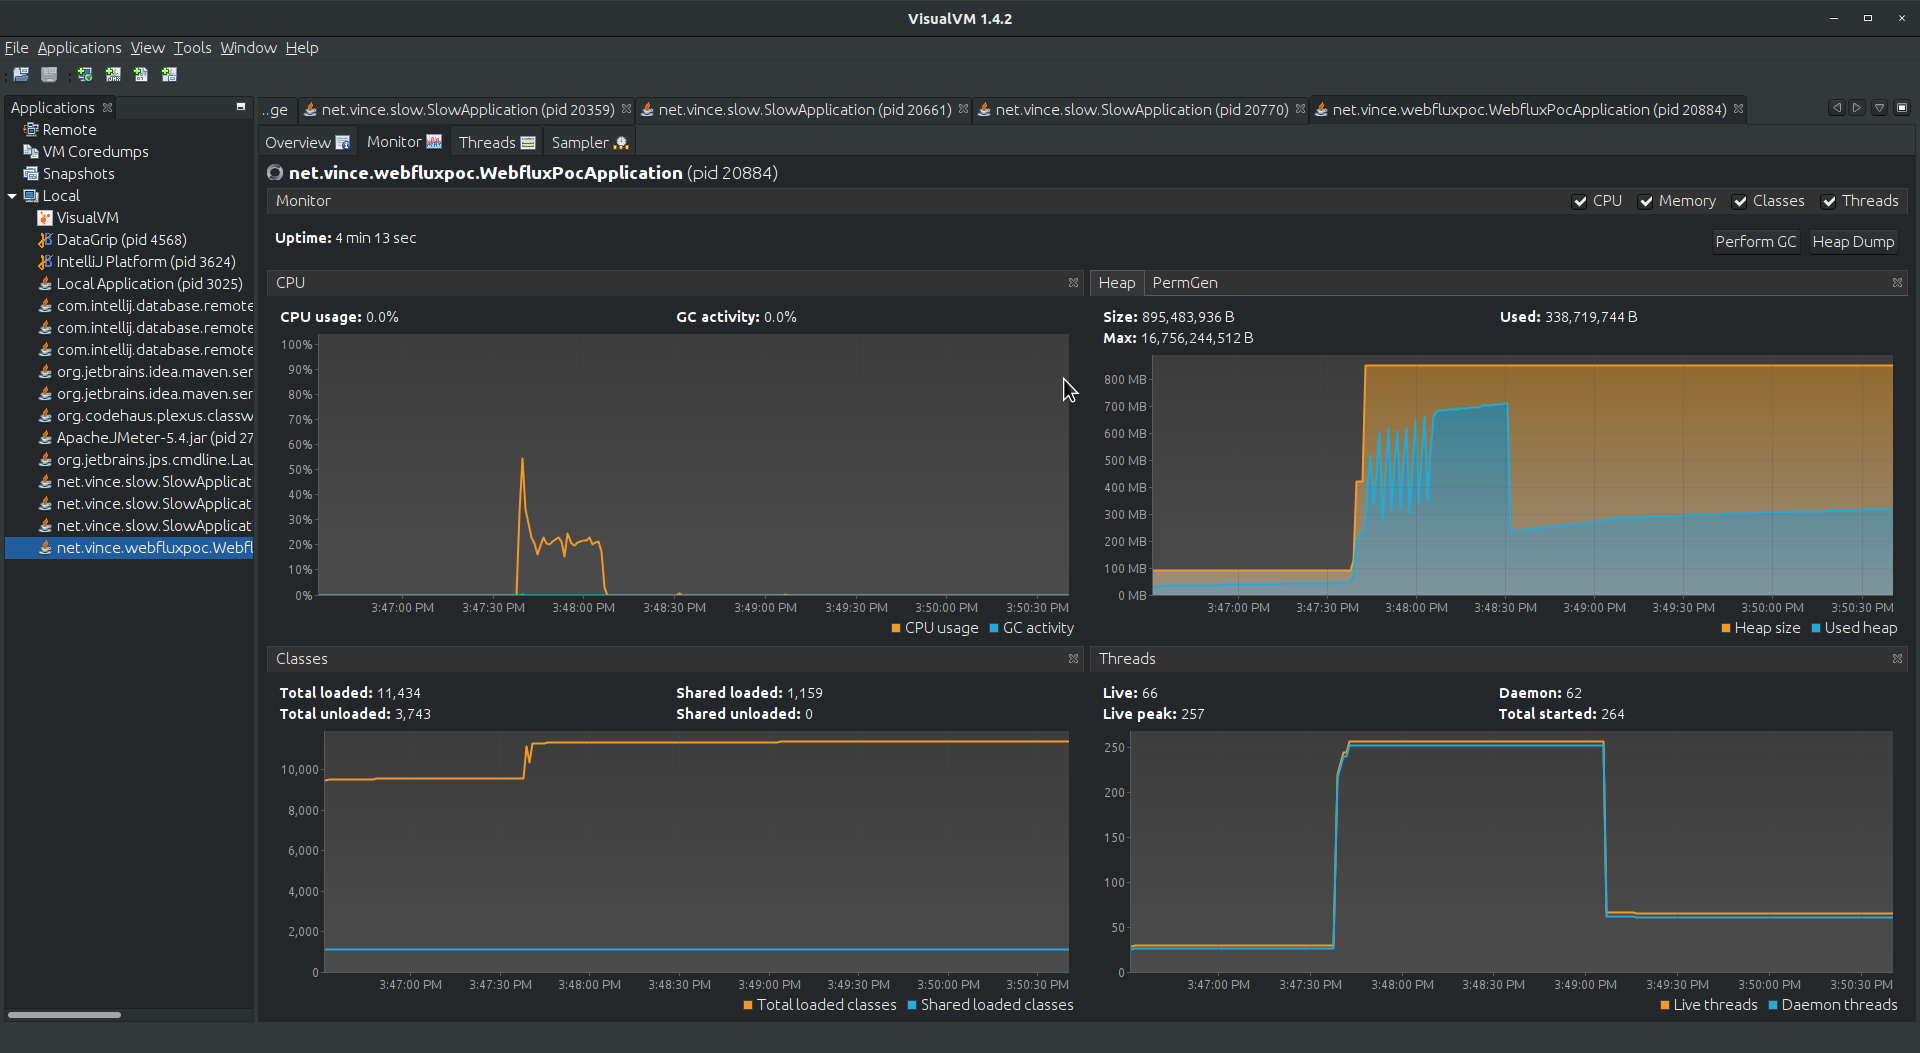 VisualVM 1.4.2
File Applications View Tools Window Help
Applications
Remote
VM Coredumps
Snapshots
Local
VisualVM
DataGrip (pid 4568)
IntelliJ Platform (pid 3624)
Local Application (pid 3025)
com.intellij.database.remote
com.intellij.database.remote
com.intellij.database.remote
org.jetbrains.idea.maven.ser
org.jetbrains.idea.maven.ser
org.codehaus.plexus.classw
ApacheJMeter-5.4.jar (pid 27
org.jetbrains.jps.cmdline.Lau
net.vince.slow.SlowApplicat
net.vince.slow.SlowApplicat
net.vince.slow.SlowApplicat
net.vince.webfluxpoc.Webfl
..ge net.vince.slow.SlowApplication (pid 20359) net.vince.slow.SlowApplication (pid 20661) net.vince.slow.SlowApplication (pid 20770) net.vince.webfluxpoc.WebfluxPocApplication (pid 20884)
Overview Monitor Threads Sampler
net.vince.webfluxpoc.WebfluxPocApplication (pid 20884)
Monitor CPU Memory Classes Threads
Uptime: 4 min 13 sec
Perform GC Heap Dump
CPU
CPU usage: 0.0% GC activity: 0.0%
100%
90%
80%
70%
60%
50%
40%
30%
20%
10%
0%
3:47:00 PM 3:47:30 PM 3:48:00 PM 3:48:30 PM 3:49:00 PM 3:49:30 PM 3:50:00 PM 3:50:30 PM
CPU usage GC activity
Heap PermGen
Size: 895,483,936 B Used: 338,719,744 B
Max: 16,756,244,512 B
800 MB
700 MB
600 MB
500 MB
400 MB
300 MB
200 MB
100 MB
0 MB
3:47:00 PM 3:47:30 PM 3:48:00 PM 3:48:30 PM 3:49:00 PM 3:49:30 PM 3:50:00 PM 3:50:30 PM
Heap size Used heap
Classes
Total loaded: 11,434 Shared loaded: 1,159
Total unloaded: 3,743 Shared unloaded: 0
10,000
8,000
6,000
4,000
2,000
0
3:47:00 PM 3:47:30 PM 3:48:00 PM 3:48:30 PM 3:49:00 PM 3:49:30 PM 3:50:00 PM 3:50:30 PM
Total loaded classes Shared loaded classes
Threads
Live: 66 Daemon: 62
Live peak: 257 Total started: 264
250
200
150
100
50
0
3:47:00 PM 3:47:30 PM 3:48:00 PM 3:48:30 PM 3:49:00 PM 3:49:30 PM 3:50:00 PM 3:50:30 PM
Live threads Daemon threads